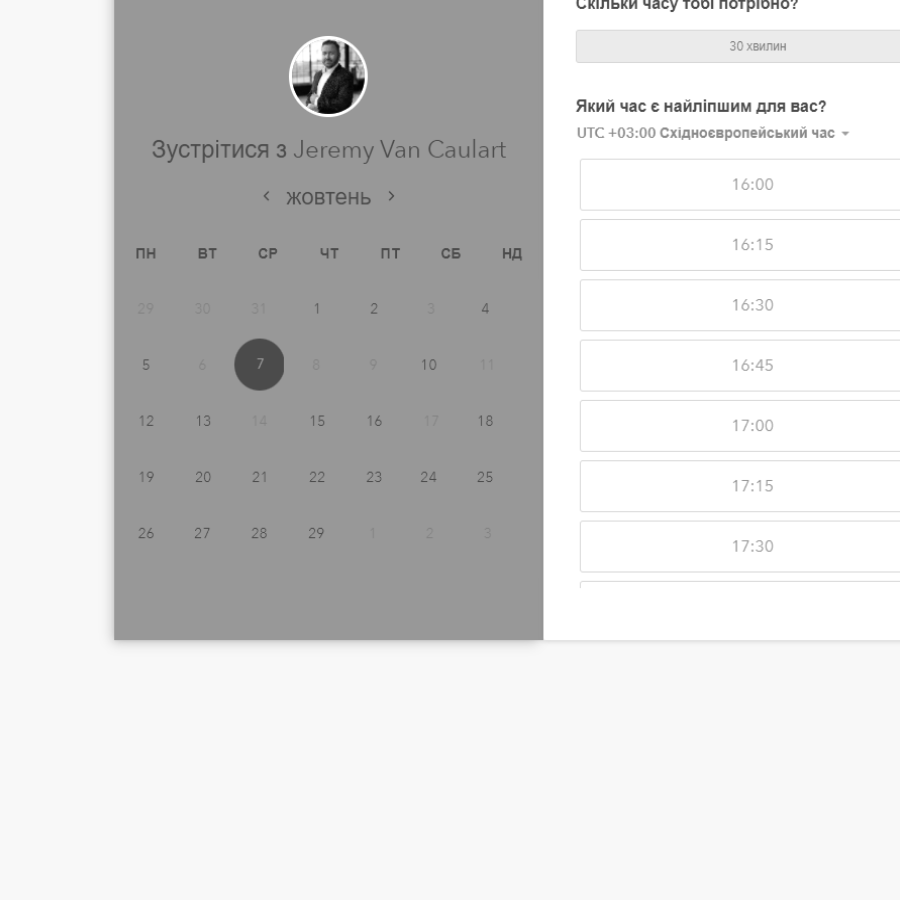 Зустрітися з Jeremy Van Caulart
жовтень
ПН ВТ СР ЧТ ПТ СБ НД
29 30 31 1 2 3 4
5 6 7 8 9 10 11
12 13 14 15 16 17 18
19 20 21 22 23 24 25
26 27 28 29 1 2 3
Скільки часу тобі потрібно?
30 хвилин
Який час є найліпшим для вас?
UTC +03:00 Східноєвропейський час
16:00
16:15
16:30
16:45
17:00
17:15
17:30